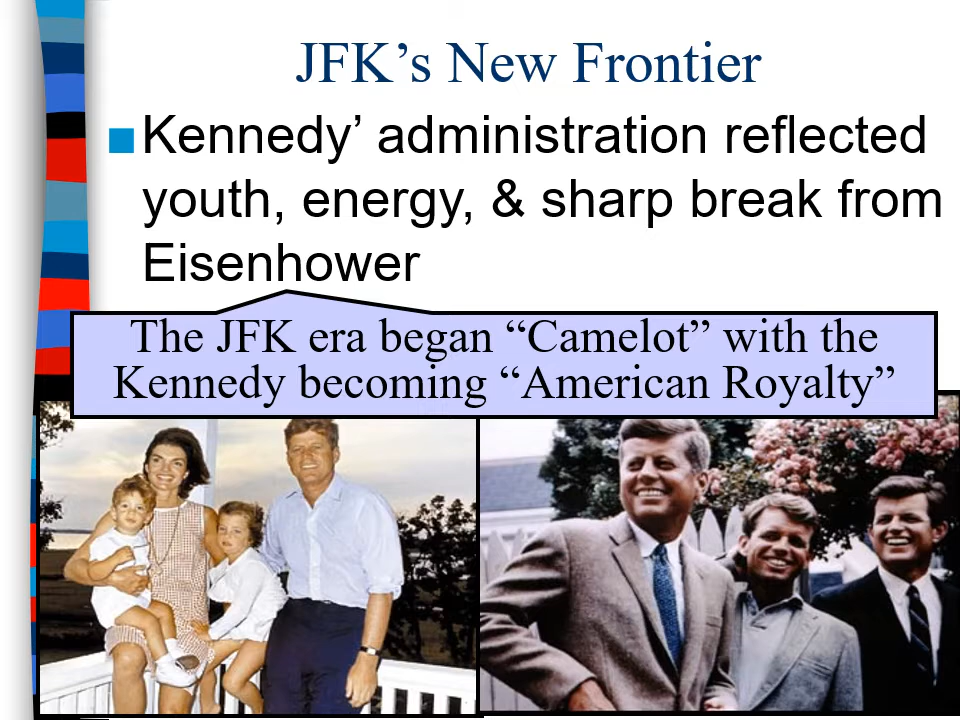 JFK’s New Frontier
Kennedy’ administration reflected
youth, energy, & sharp break from
Eisenhower
The JFK era began “Camelot” with the
Kennedy becoming “American Royalty”